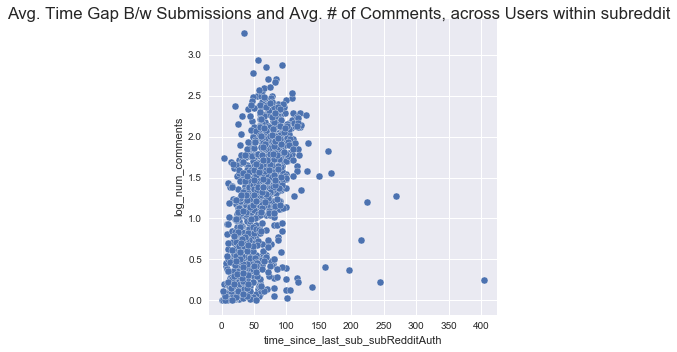 Avg. Time Gap B/w Submissions and Avg. # of Comments, across Users within subreddit
3.0
2.5
2.0
1.5
1.0
0.5
0.0
log_num_comments
0 50 100 150 200 250 300 350 400
time_since_last_sub_subRedditAuth